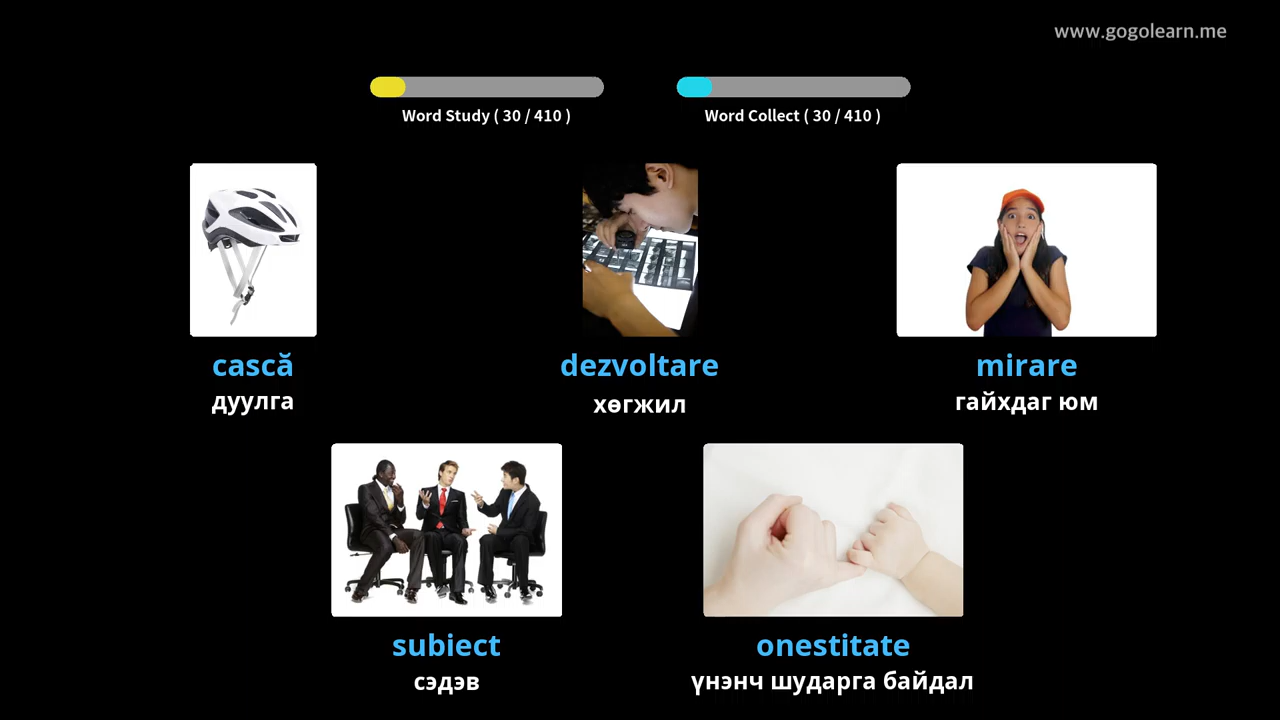 www.gogolearn.me
Word Study ( 30 / 410 )
Word Collect ( 30 / 410 )
cască
дуулга
dezvoltare
хөгжил
mirare
гайхдаг юм
subiect
сэдэв
onestitate
үнэнч шударга байдал